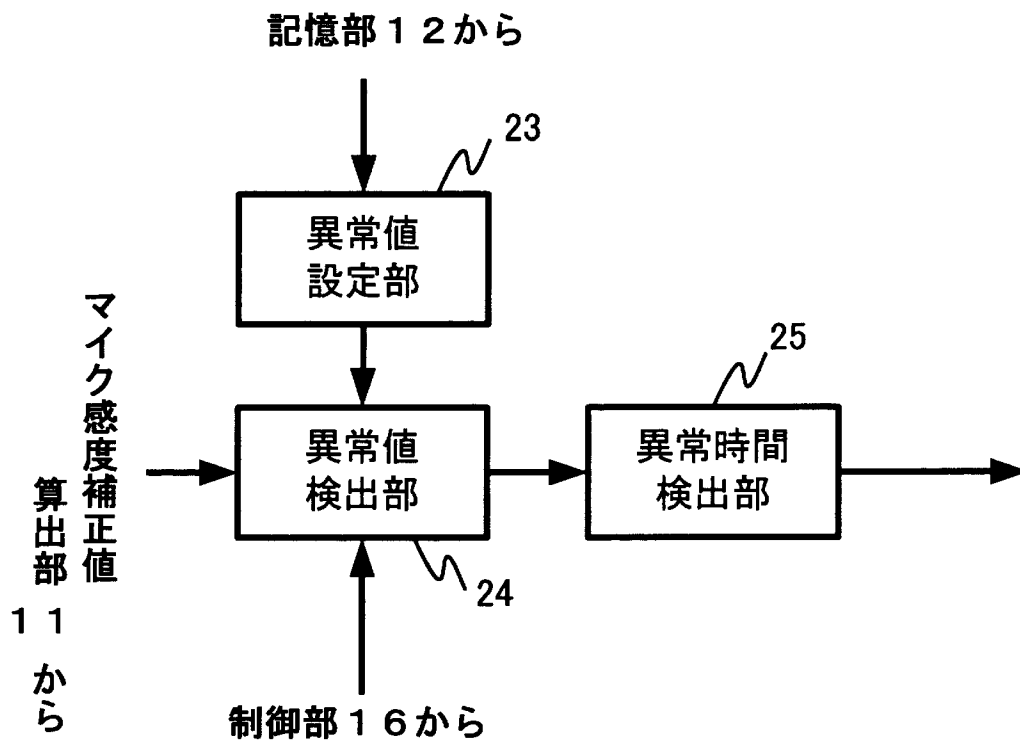 記憶部１２から
23
異常値
設定部
マイク感度補正値
算出部１１から
25
異常値
検出部
異常時間
検出部
24
制御部１６から